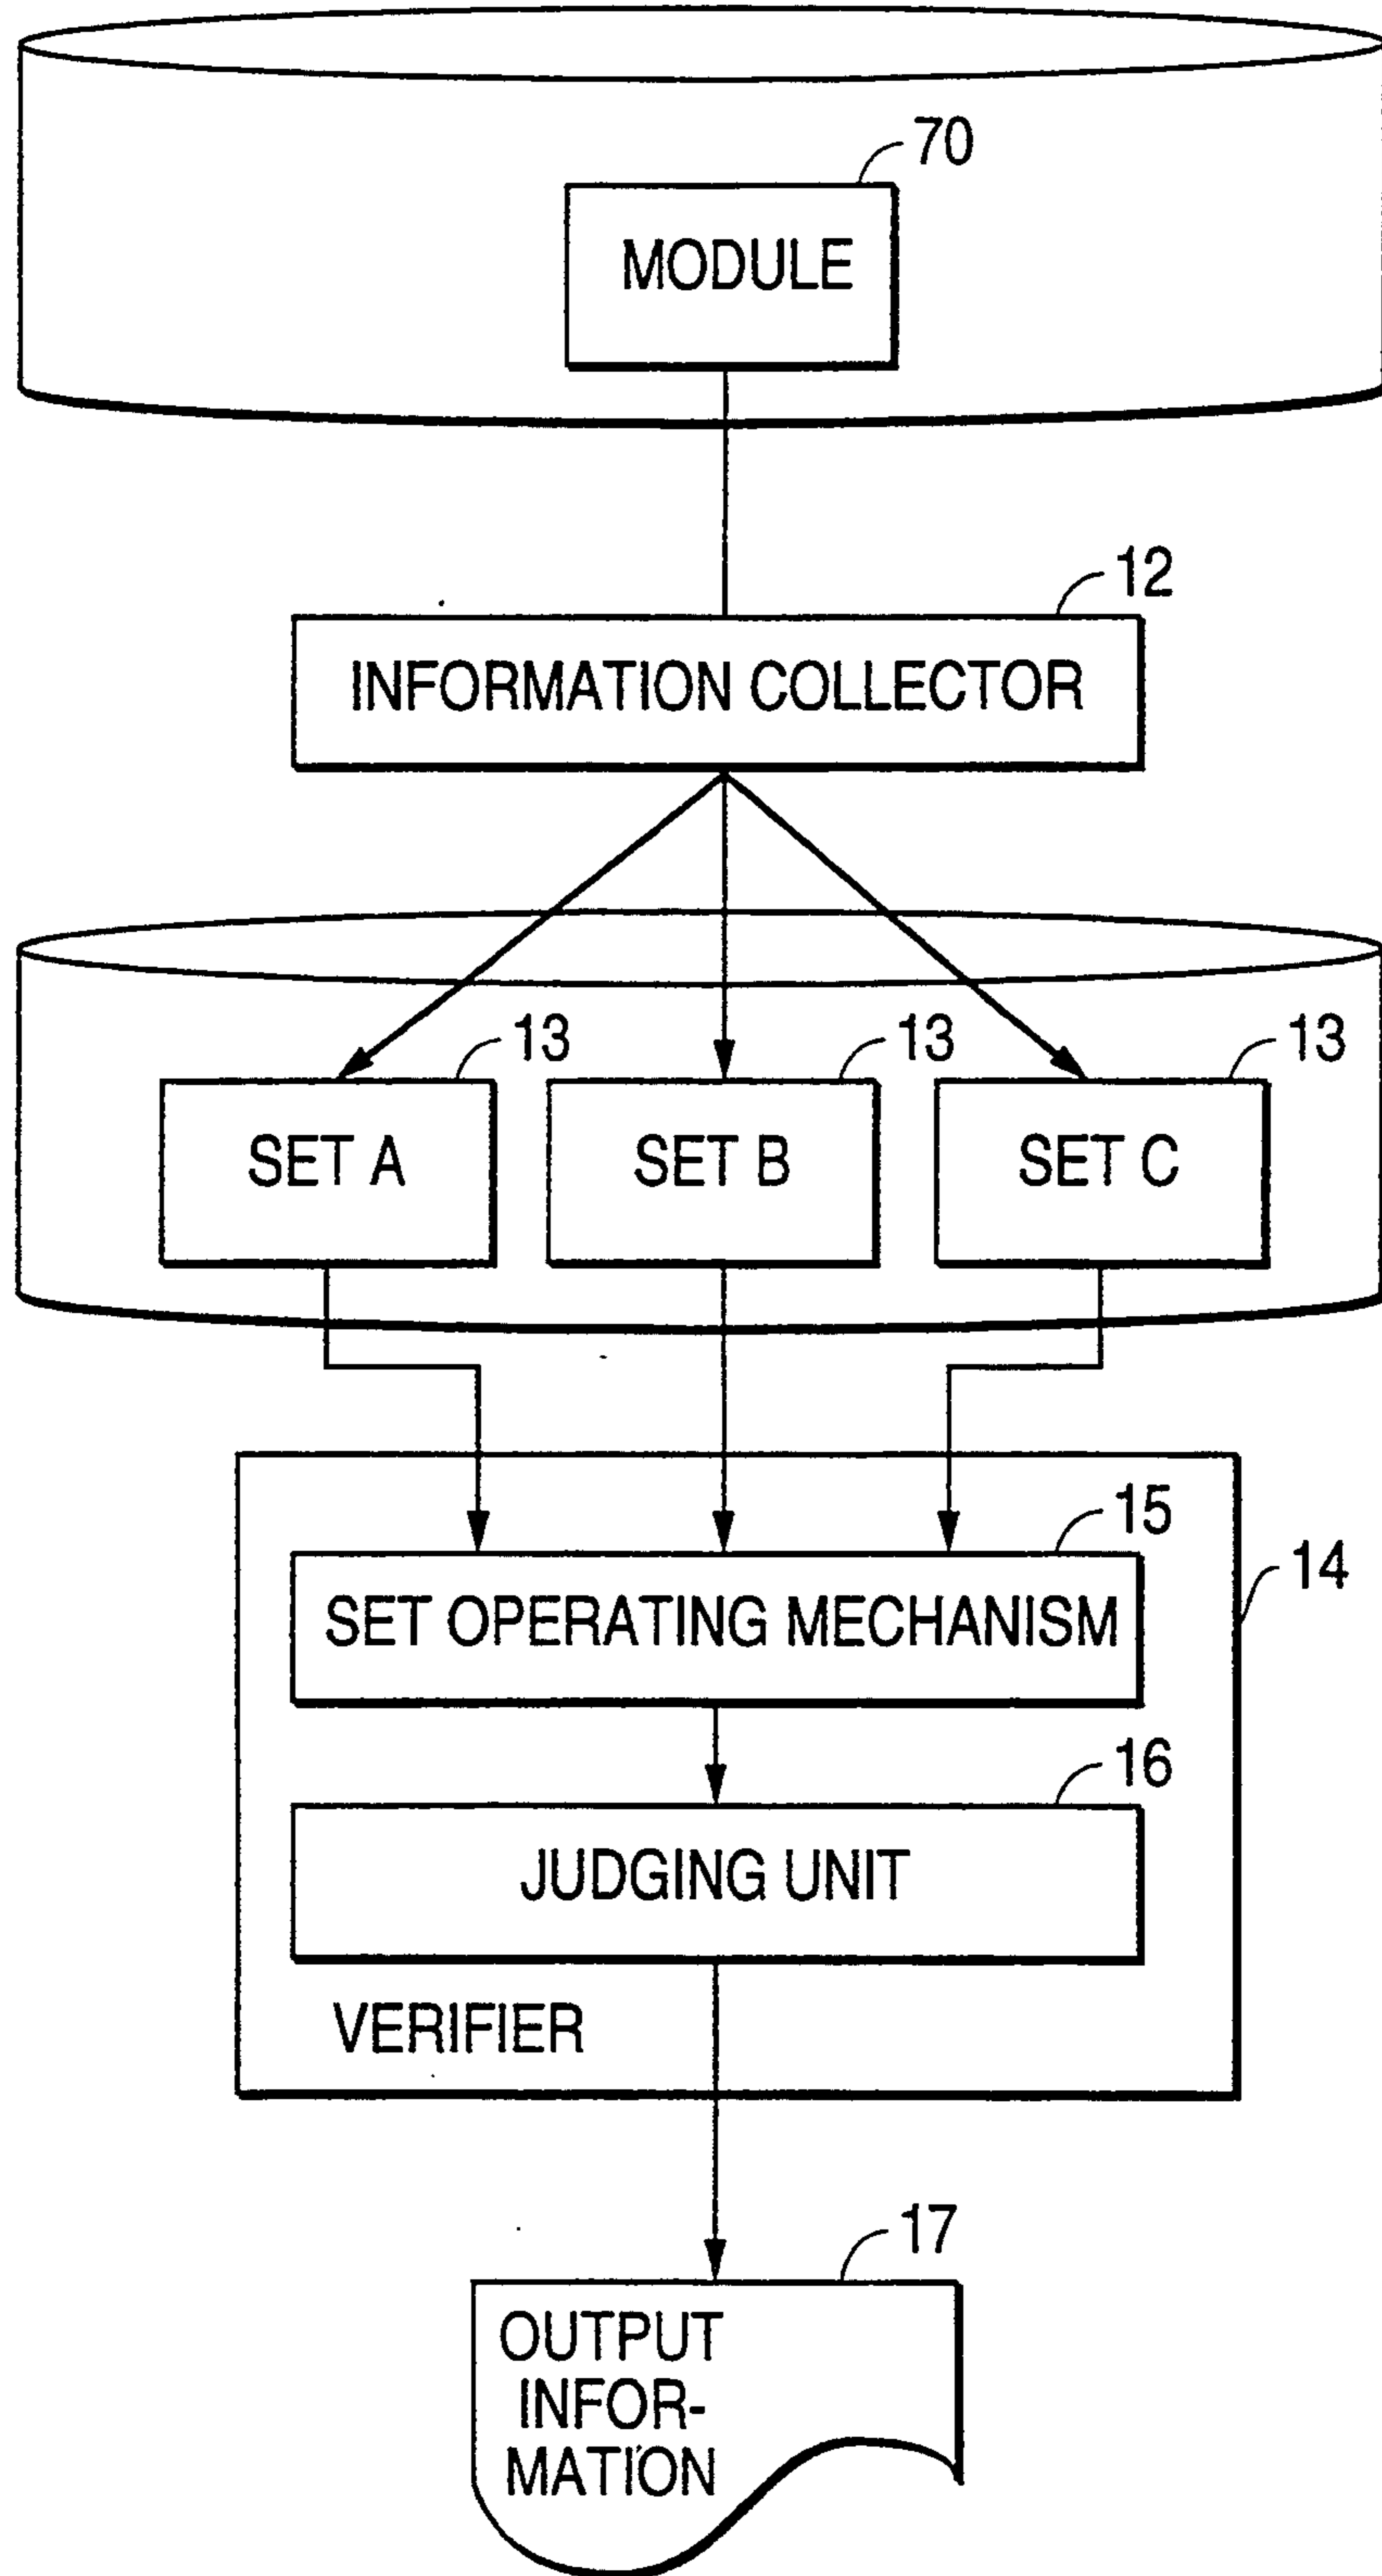 70
MODULE
12
INFORMATION COLLECTOR
13
13
13
SET A
SET B
SET C
15
14
SET OPERATING MECHANISM
16
JUDGING UNIT
VERIFIER
17
OUTPUT
INFOR-
MATION